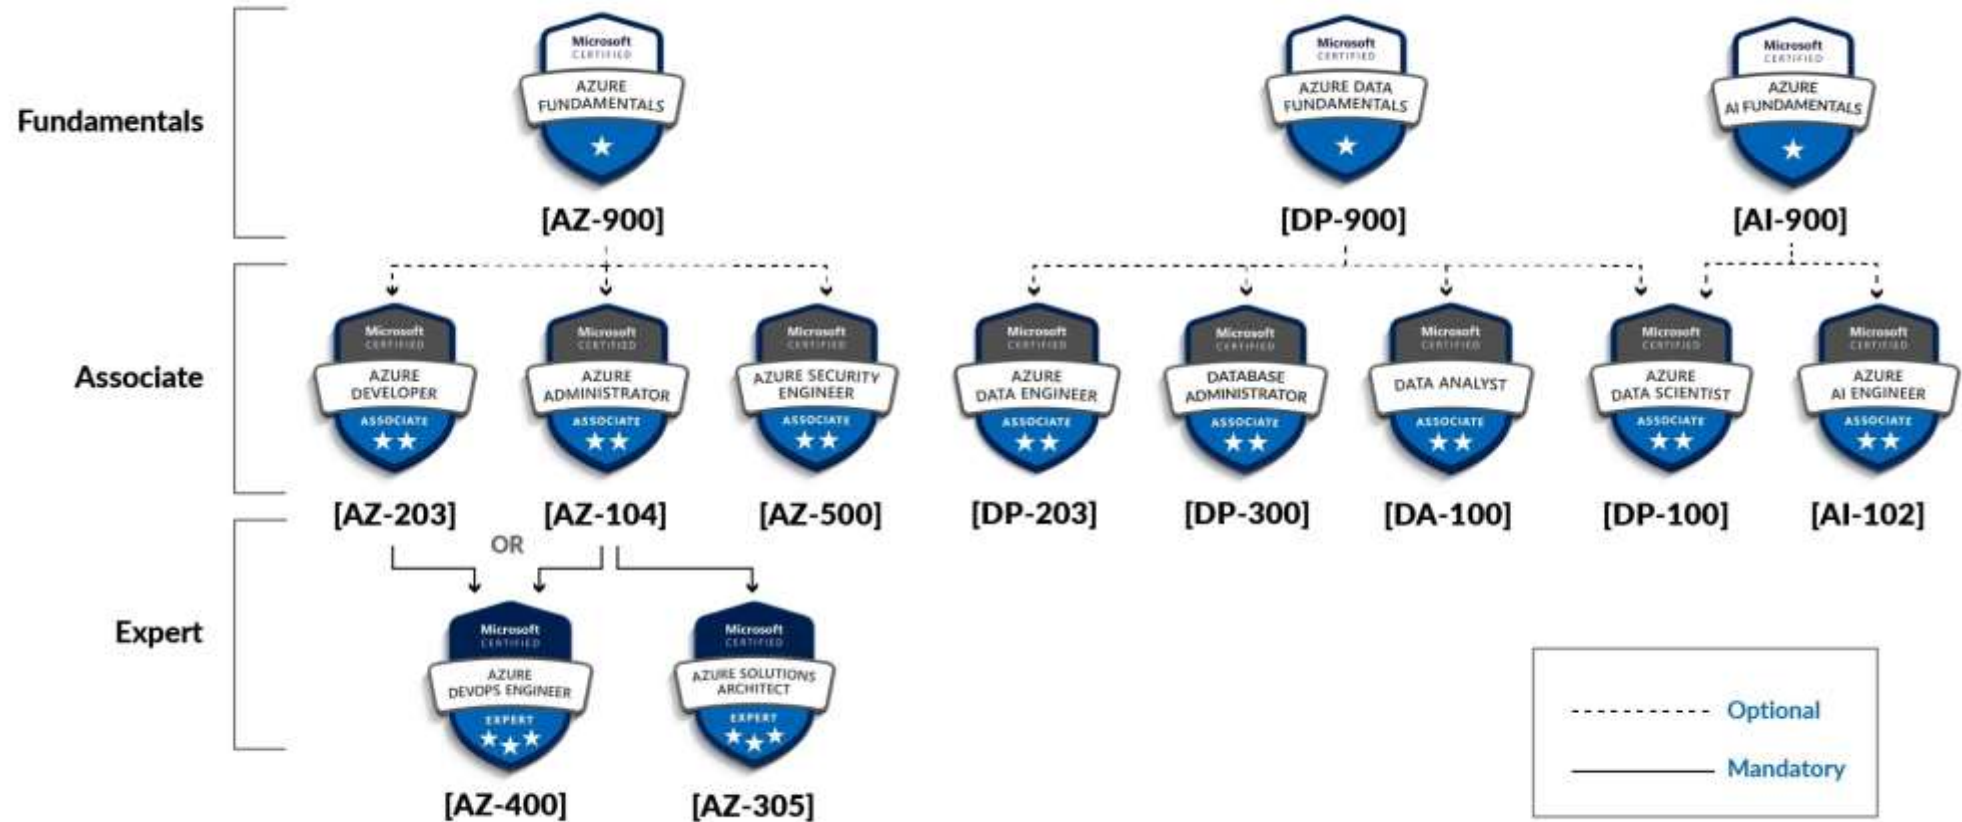 Fundamentals
Microsoft
CERTIFIED
AZURE
FUNDAMENTALS
[AZ-900]
Microsoft
CERTIFIED
AZURE DATA
FUNDAMENTALS
[DP-900]
Microsoft
CERTIFIED
AZURE
AI FUNDAMENTALS
[AI-900]
Associate
Microsoft
CERTIFIED
AZURE
DEVELOPER
ASSOCIATE
[AZ-203]
Microsoft
CERTIFIED
AZURE
ADMINISTRATOR
ASSOCIATE
[AZ-104]
Microsoft
CERTIFIED
AZURE SECURITY
ENGINEER
ASSOCIATE
[AZ-500]
Microsoft
CERTIFIED
AZURE
DATA ENGINEER
ASSOCIATE
[DP-203]
Microsoft
CERTIFIED
DATABASE
ADMINISTRATOR
ASSOCIATE
[DP-300]
Microsoft
CERTIFIED
DATA ANALYST
ASSOCIATE
[DA-100]
Microsoft
CERTIFIED
AZURE
DATA SCIENTIST
ASSOCIATE
[DP-100]
Microsoft
CERTIFIED
AZURE
AI ENGINEER
ASSOCIATE
[AI-102]
OR
Expert
Microsoft
CERTIFIED
AZURE
DEVOPS ENGINEER
EXPERT
[AZ-400]
Microsoft
CERTIFIED
AZURE SOLUTIONS
ARCHITECT
EXPERT
[AZ-305]
Optional
Mandatory